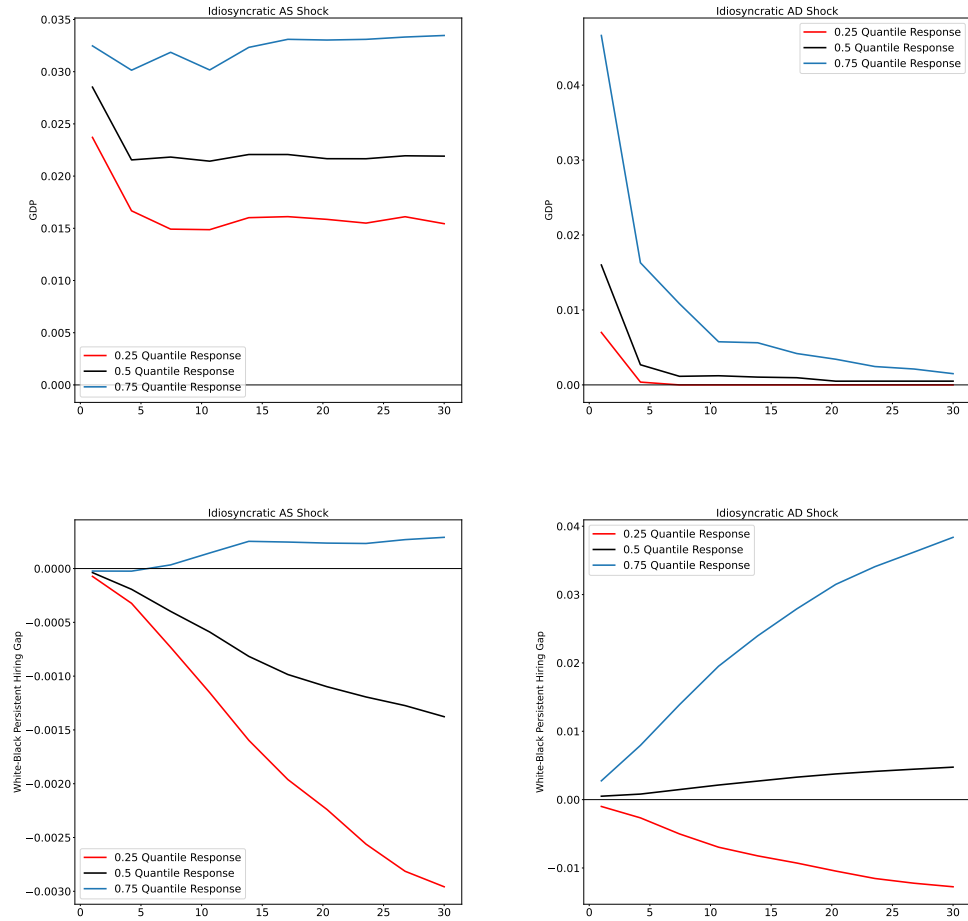 Idiosyncratic AS Shock
GDP
0.035
0.030
0.025
0.020
0.015
0.010
0.005
0.000
0.25 Quantile Response
0.5 Quantile Response
0.75 Quantile Response
0 5 10 15 20 25 30
Idiosyncratic AD Shock
GDP
0.04
0.03
0.02
0.01
0.00
0.25 Quantile Response
0.5 Quantile Response
0.75 Quantile Response
0 5 10 15 20 25 30
Idiosyncratic AS Shock
White-Black Persistent Hiring Gap
0.0000
−0.0005
−0.0010
−0.0015
−0.0020
−0.0025
−0.0030
0.25 Quantile Response
0.5 Quantile Response
0.75 Quantile Response
0 5 10 15 20 25 30
Idiosyncratic AD Shock
White-Black Persistent Hiring Gap
0.04
0.03
0.02
0.01
0.00
−0.01
0.25 Quantile Response
0.5 Quantile Response
0.75 Quantile Response
0 5 10 15 20 25 30